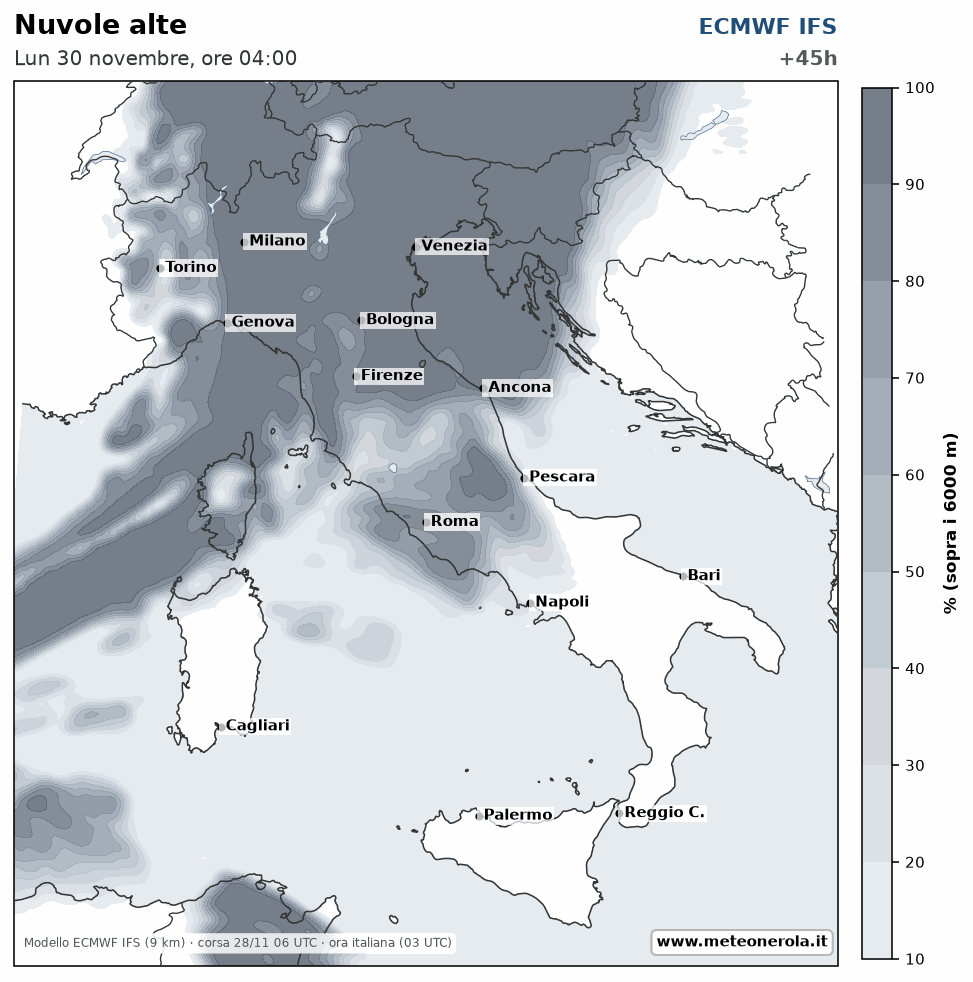 Nuvole alte
ECMWF IFS
Lun 30 novembre, ore 04:00
+45h
Milano
Venezia
Torino
Genova
Bologna
Firenze
Ancona
Pescara
Roma
Bari
Napoli
Cagliari
Palermo
Reggio C.
100
90
80
70
60
50
40
30
20
10
% (sopra i 6000 m)
Modello ECMWF IFS (9 km) · corsa 28/11 06 UTC · ora italiana (03 UTC)
www.meteonerola.it